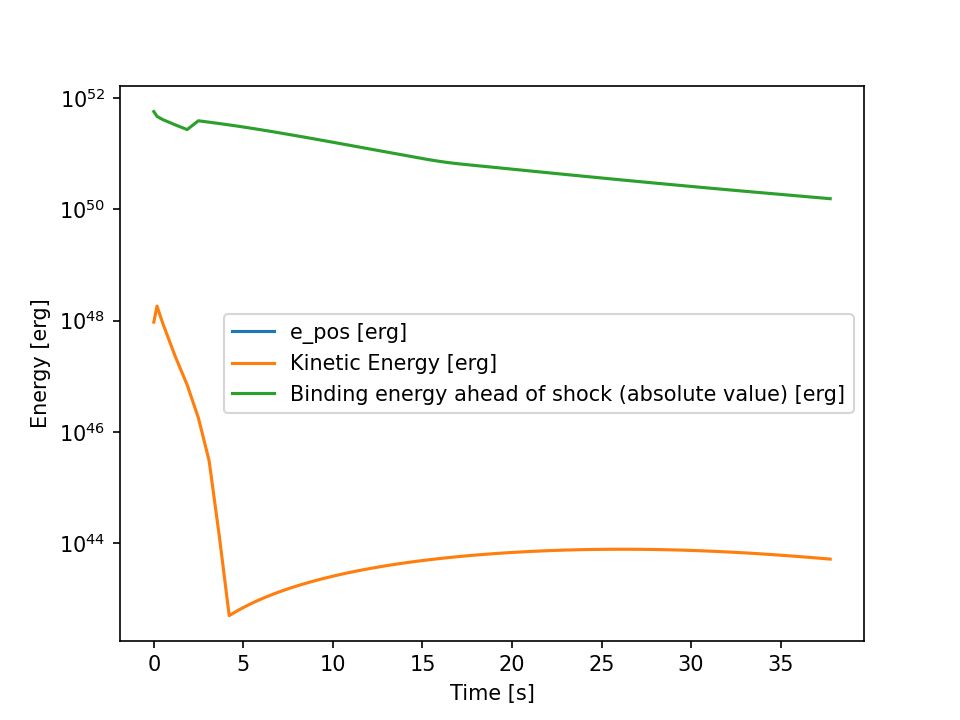 10^52
10^50
10^48
10^46
10^44
Energy [erg]
e_pos [erg]
Kinetic Energy [erg]
Binding energy ahead of shock (absolute value) [erg]
0 5 10 15 20 25 30 35
Time [s]